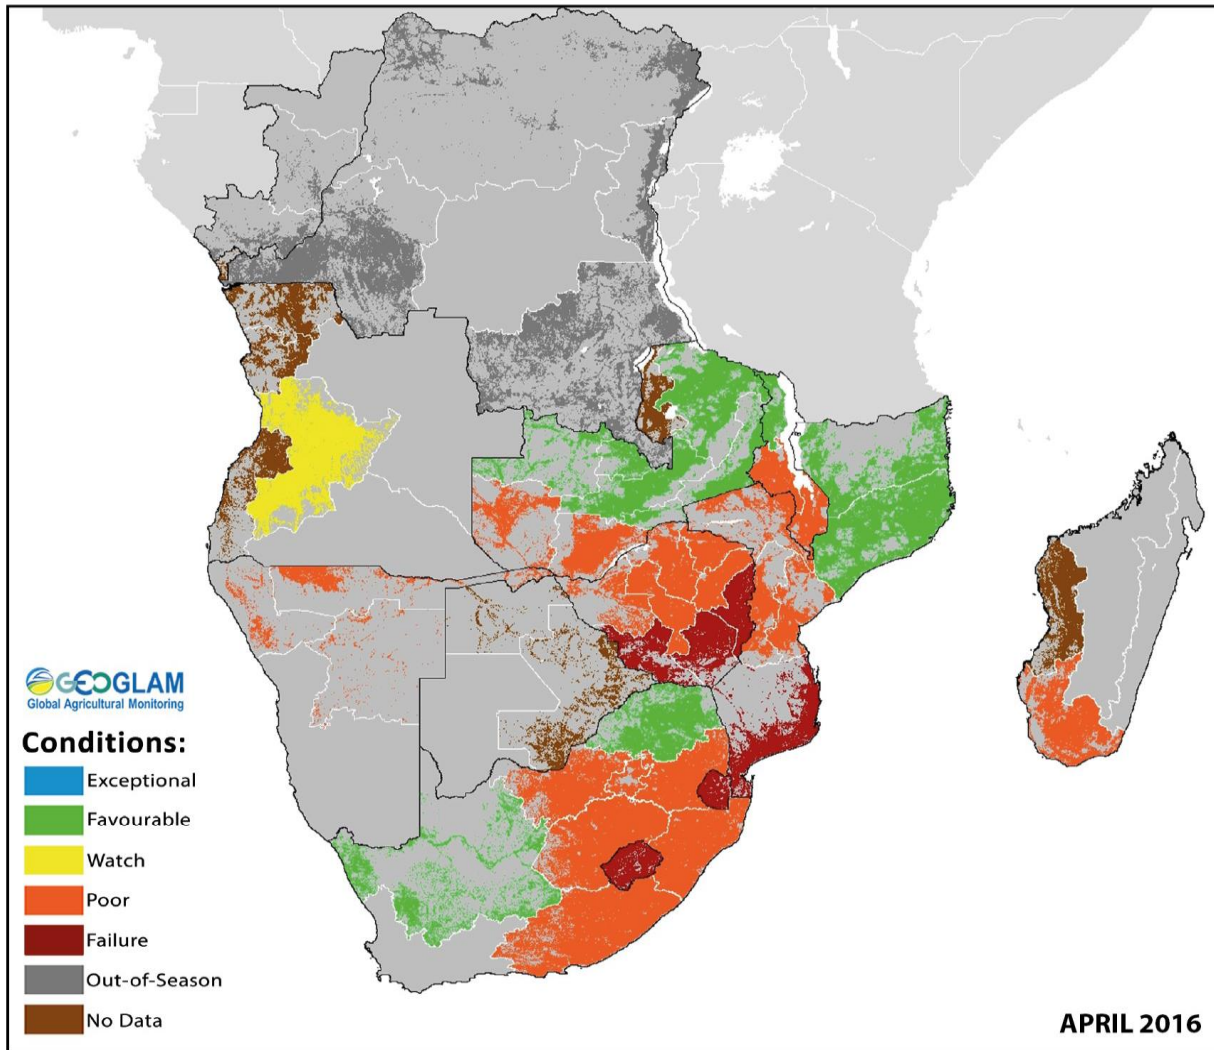 GEOGLAM
Global Agricultural Monitoring
Conditions:
Exceptional
Favourable
Watch
Poor
Failure
Out-of-Season
No Data
APRIL 2016